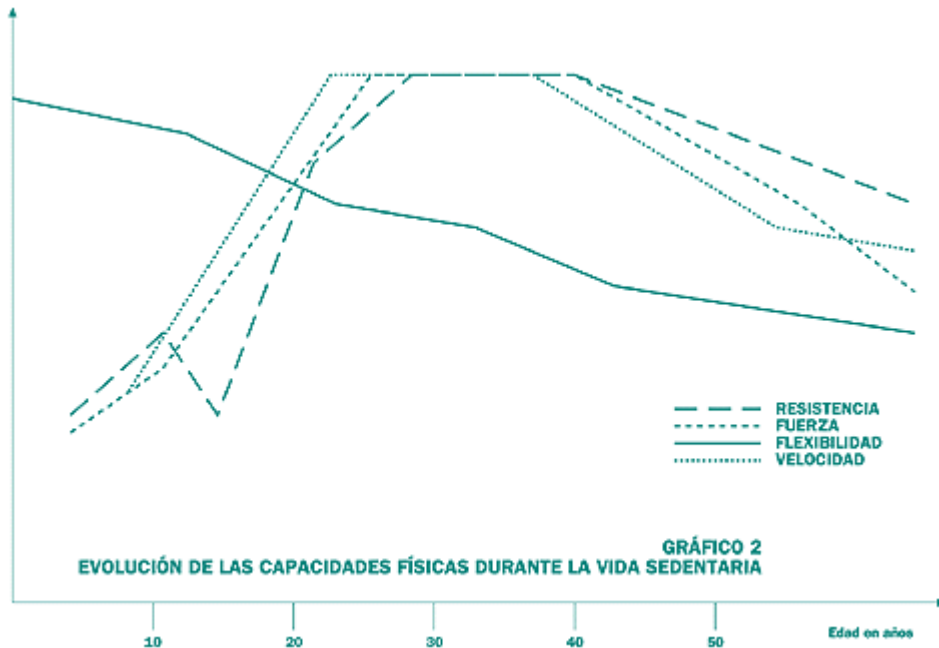 RESISTENCIA
FUERZA
FLEXIBILIDAD
VELOCIDAD
GRÁFICO 2
EVOLUCIÓN DE LAS CAPACIDADES FÍSICAS DURANTE LA VIDA SEDENTARIA
10 20 30 40 50 Edad en años